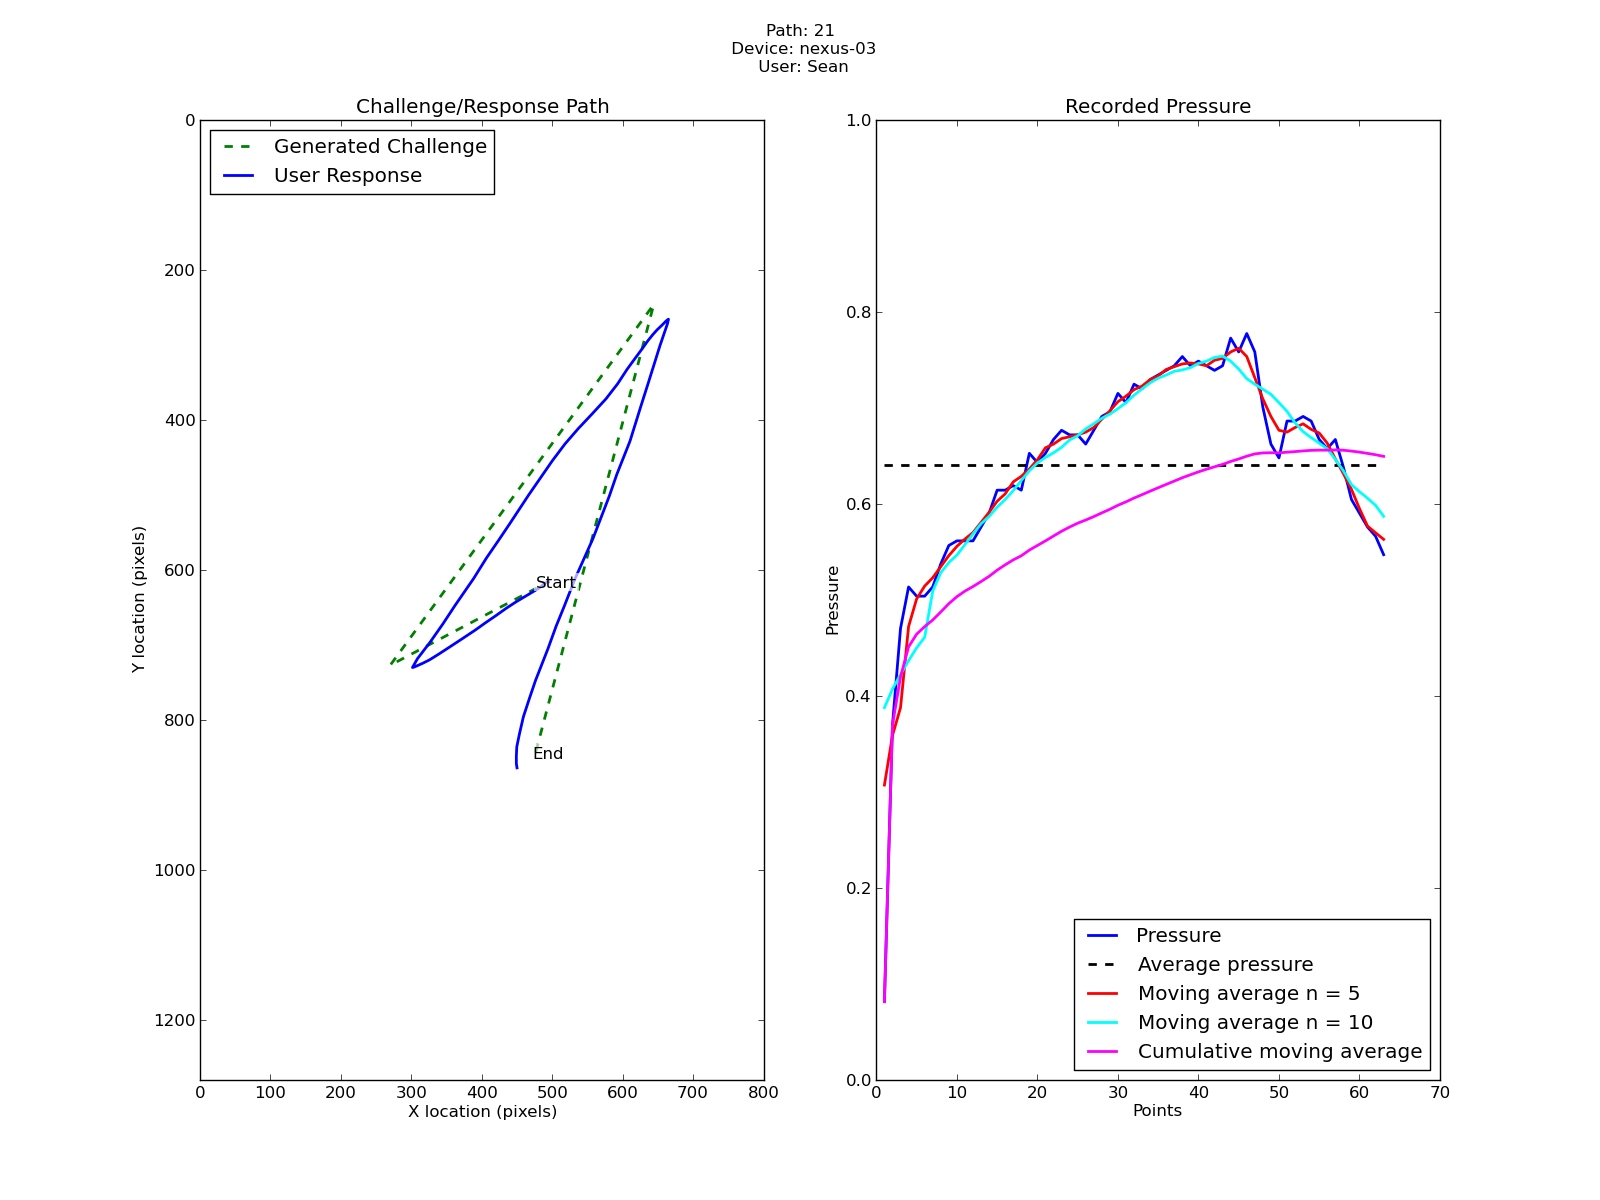 Path: 21
Device: nexus-03
User: Sean
Challenge/Response Path
Generated Challenge
User Response
0
200
400
600
800
1000
1200
Y location (pixels)
Start
End
0 100 200 300 400 500 600 700 800
X location (pixels)
Recorded Pressure
1.0
0.8
0.6
0.4
0.2
0.0
Pressure
Pressure
Average pressure
Moving average n = 5
Moving average n = 10
Cumulative moving average
0 10 20 30 40 50 60 70
Points